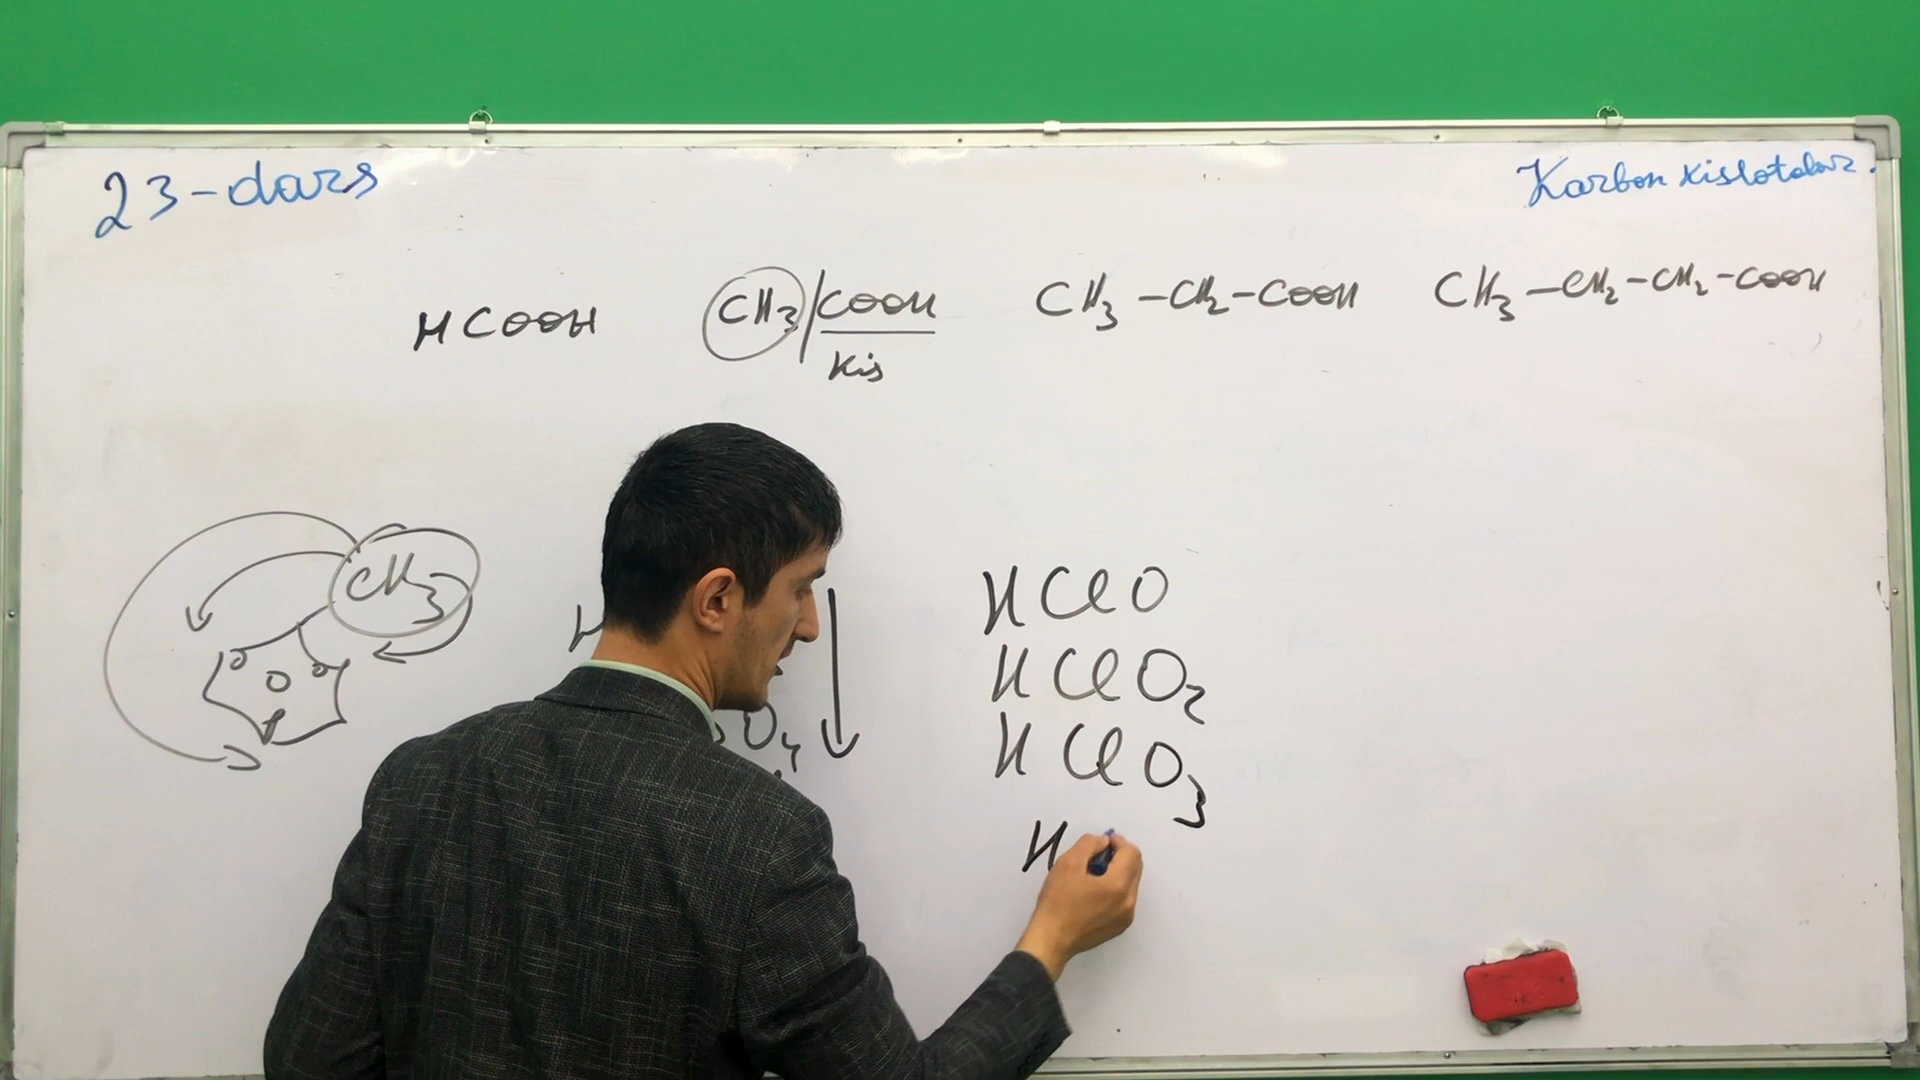 23-dars
Karbon kislotalar.
HCOOH CH3 COOH CH3-CH2-COOH CH3-CH2-CH2-COOH
kis
CH3
H
O4
HClO
HClO2
HClO3
H